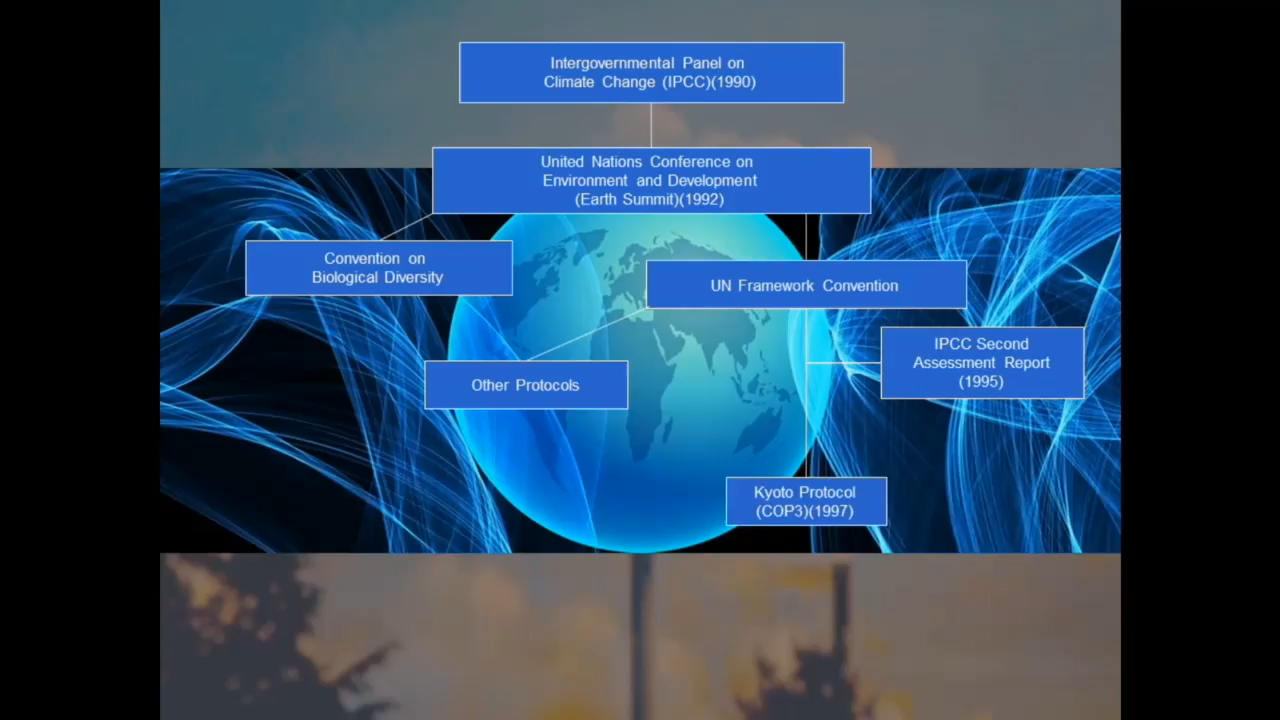 Intergovernmental Panel on
Climate Change (IPCC)(1990)
United Nations Conference on
Environment and Development
(Earth Summit)(1992)
Convention on
Biological Diversity
UN Framework Convention
IPCC Second
Assessment Report
(1995)
Other Protocols
Kyoto Protocol
(COP3)(1997)